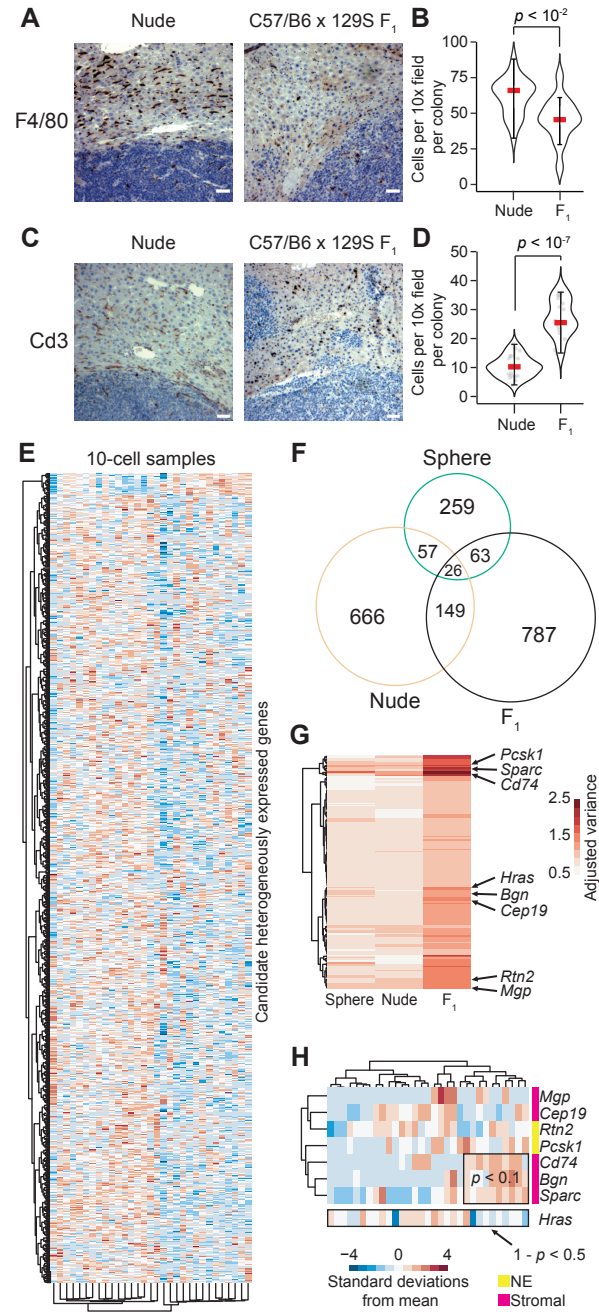 A
Nude
C57/B6 x 129S F1
F4/80
B
p < 10-2
Cells per 10x field
per colony
100
75
50
25
0
Nude
F1
C
Nude
C57/B6 x 129S F1
Cd3
D
p < 10-7
Cells per 10x field
per colony
50
40
30
20
10
0
Nude
F1
E
10-cell samples
Candidate heterogeneously expressed genes
F
Sphere
259
57
63
26
666
149
787
Nude
F1
G
Pcsk1
Sparc
Cd74
Hras
Bgn
Cep19
Rtn2
Mgp
Sphere
Nude
F1
2.5
1.5
0.5
Adjusted variance
H
Mgp
Cep19
Rtn2
Pcsk1
Cd74
Bgn
Sparc
p < 0.1
Hras
1 - p < 0.5
−4
0
4
Standard deviations
from mean
NE
Stromal